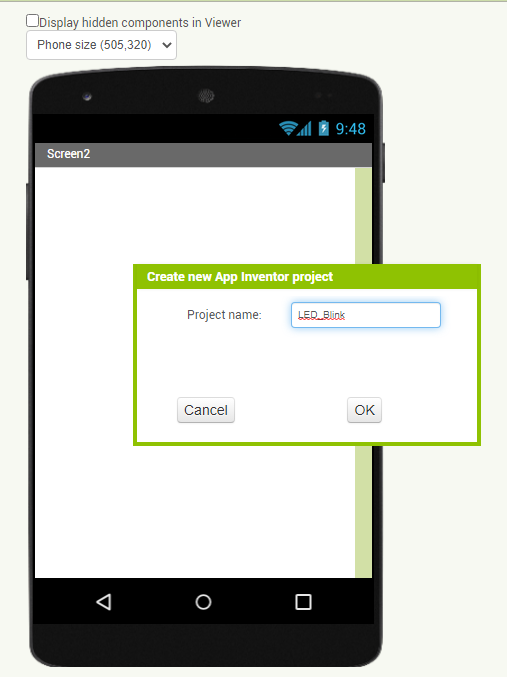 Display hidden components in Viewer
Phone size (505,320)
9:48
Screen2
Create new App Inventor project
Project name:
LED_Blink
Cancel
OK